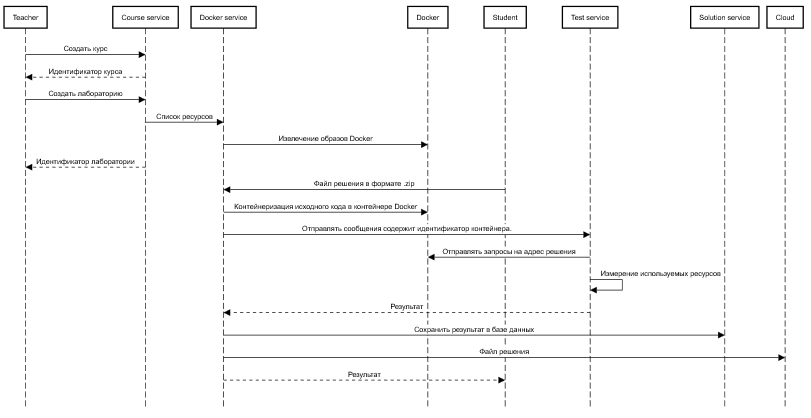 Teacher
Course service
Docker service
Docker
Student
Test service
Solution service
Cloud
Создать курс
Идентификатор курса
Создать лабораторию
Список ресурсов
Извлечение образов Docker
Идентификатор лаборатории
Файл решения в формате .zip
Контейнеризация исходного кода в контейнере Docker
Отправлять сообщения содержит идентификатор контейнера.
Отправлять запросы на адрес решения
Измерение используемых ресурсов
Результат
Сохранить результат в базе данных
Файл решения
Результат